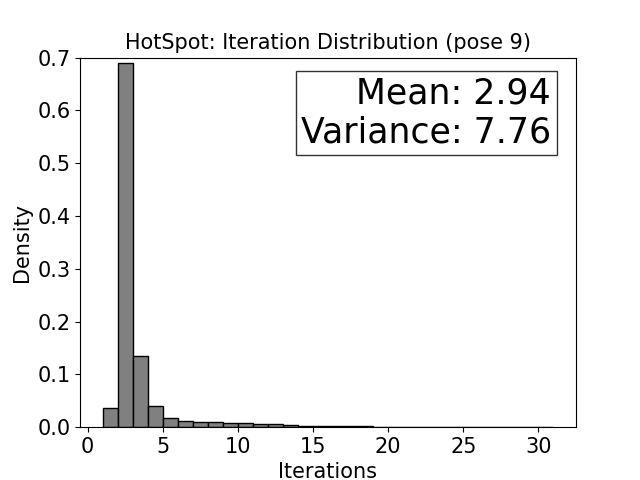 HotSpot: Iteration Distribution (pose 9)
Mean: 2.94
Variance: 7.76
Density
0.7
0.6
0.5
0.4
0.3
0.2
0.1
0.0
0 5 10 15 20 25 30
Iterations